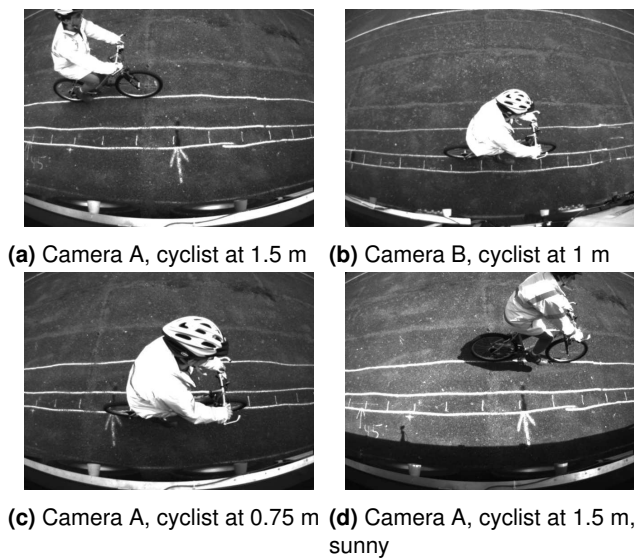 (a) Camera A, cyclist at 1.5 m
(b) Camera B, cyclist at 1 m
(c) Camera A, cyclist at 0.75 m
(d) Camera A, cyclist at 1.5 m,
sunny